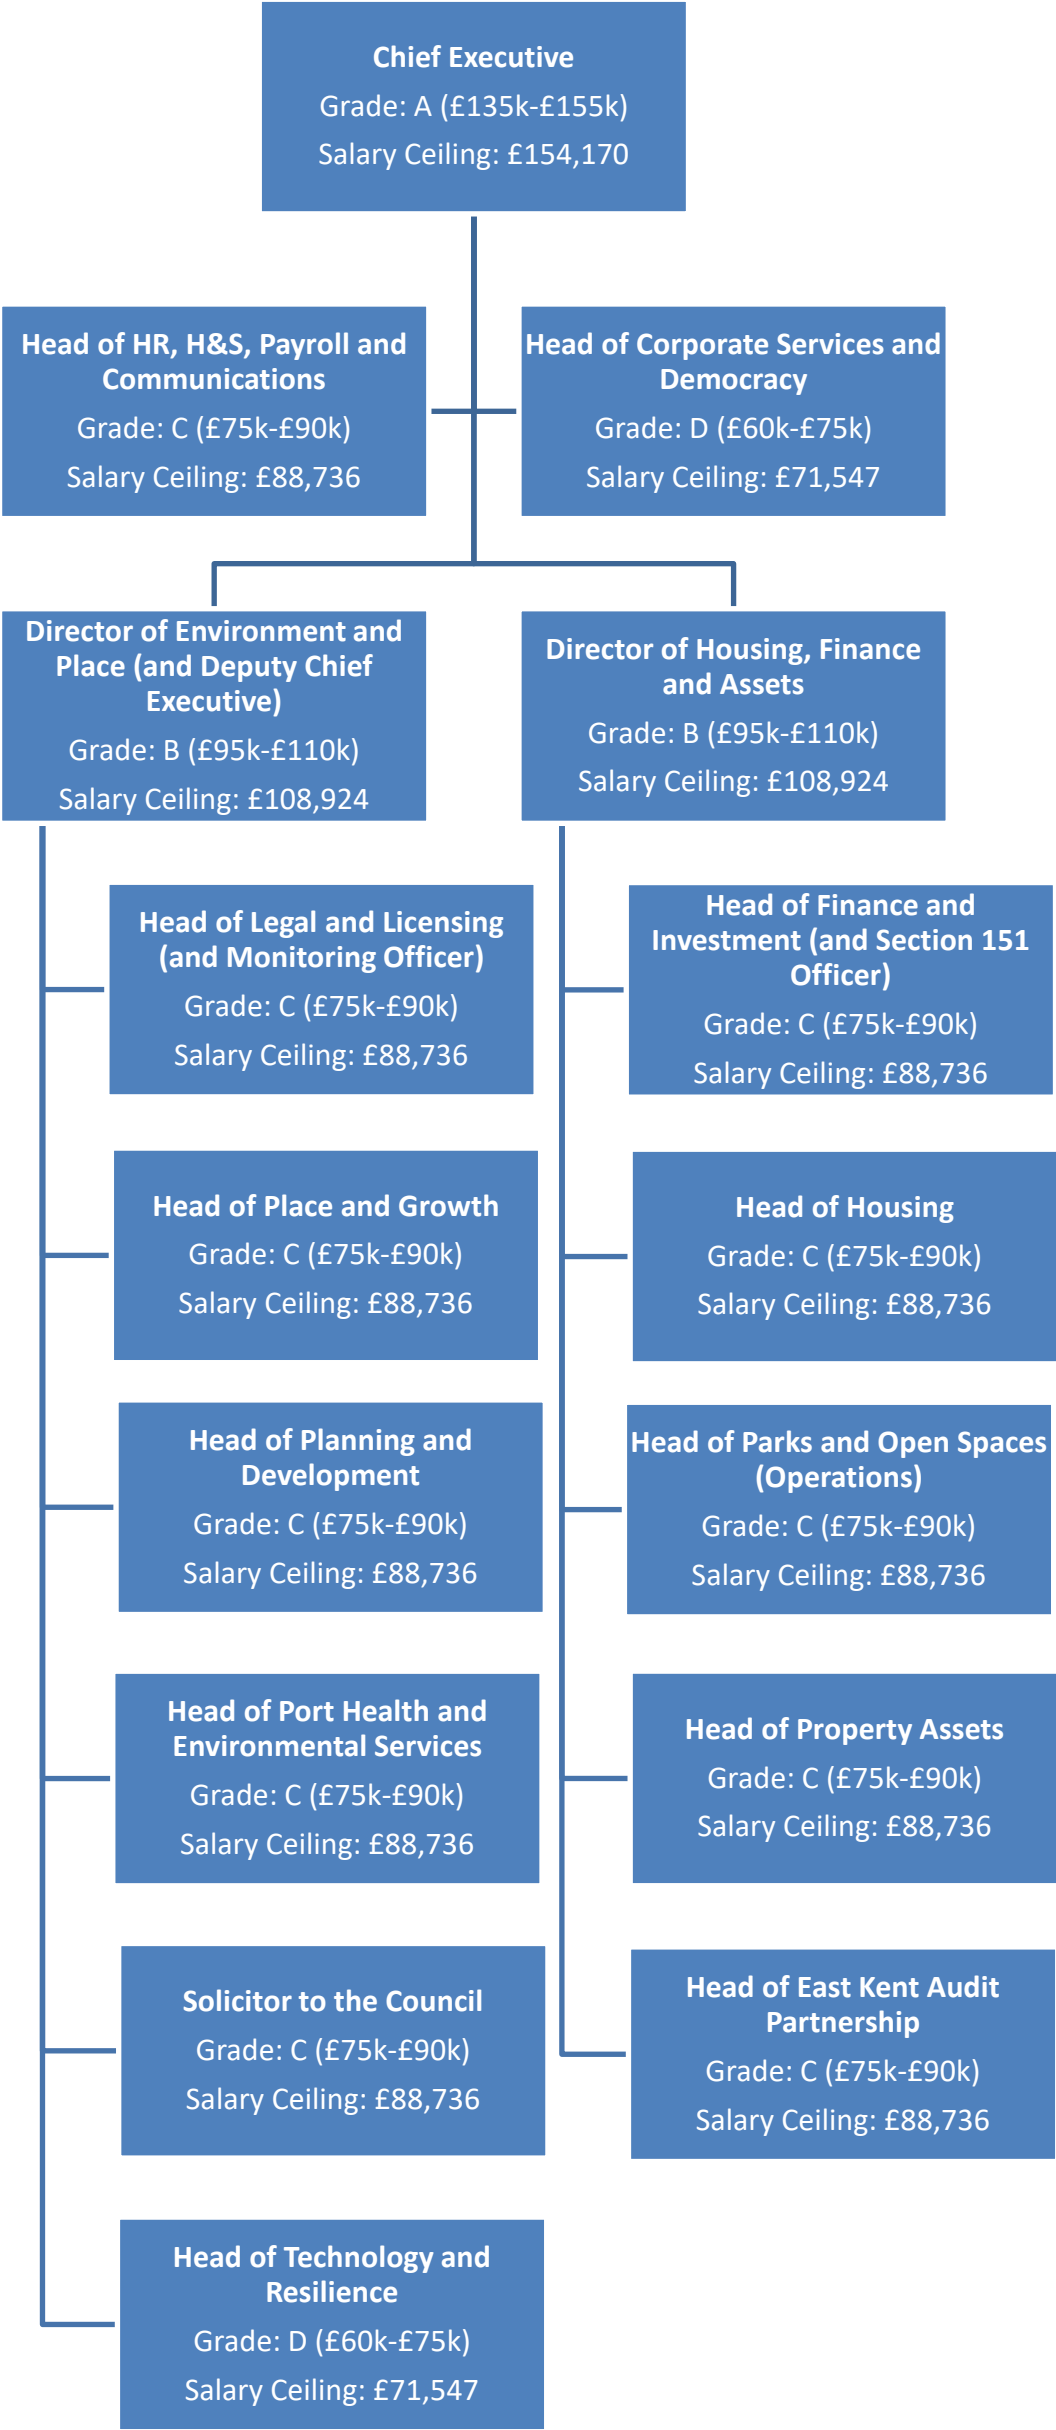 Chief Executive
Grade: A (£135k-£155k)
Salary Ceiling: £154,170
Head of HR, H&S, Payroll and
Communications
Grade: C (£75k-£90k)
Salary Ceiling: £88,736
Head of Corporate Services and
Democracy
Grade: D (£60k-£75k)
Salary Ceiling: £71,547
Director of Environment and
Place (and Deputy Chief
Executive)
Grade: B (£95k-£110k)
Salary Ceiling: £108,924
Director of Housing, Finance
and Assets
Grade: B (£95k-£110k)
Salary Ceiling: £108,924
Head of Legal and Licensing
(and Monitoring Officer)
Grade: C (£75k-£90k)
Salary Ceiling: £88,736
Head of Place and Growth
Grade: C (£75k-£90k)
Salary Ceiling: £88,736
Head of Planning and
Development
Grade: C (£75k-£90k)
Salary Ceiling: £88,736
Head of Port Health and
Environmental Services
Grade: C (£75k-£90k)
Salary Ceiling: £88,736
Solicitor to the Council
Grade: C (£75k-£90k)
Salary Ceiling: £88,736
Head of Technology and
Resilience
Grade: D (£60k-£75k)
Salary Ceiling: £71,547
Head of Finance and
Investment (and Section 151
Officer)
Grade: C (£75k-£90k)
Salary Ceiling: £88,736
Head of Housing
Grade: C (£75k-£90k)
Salary Ceiling: £88,736
Head of Parks and Open Spaces
(Operations)
Grade: C (£75k-£90k)
Salary Ceiling: £88,736
Head of Property Assets
Grade: C (£75k-£90k)
Salary Ceiling: £88,736
Head of East Kent Audit
Partnership
Grade: C (£75k-£90k)
Salary Ceiling: £88,736